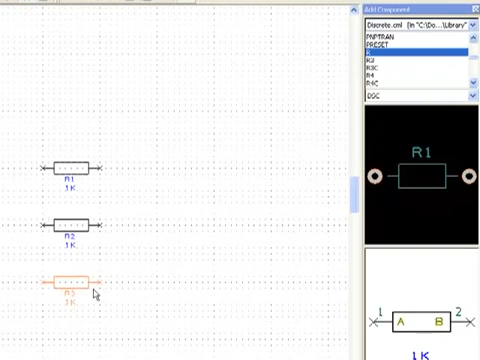 Add Component
Discrete.cml (in "C:\Do...\Library"
PNPTRAN
PRESET
R
R2
R3C
R4
R4C
DSC
R1
R1
1K
R2
1K
R3
1K
1
A
B
2
1K